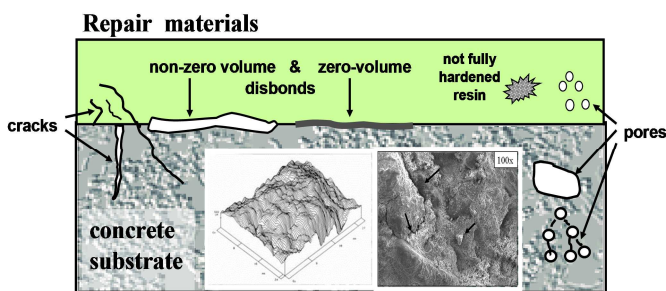 Repair materials
non-zero volume & zero-volume
disbonds
not fully
hardened
resin
cracks
pores
100x
concrete
substrate